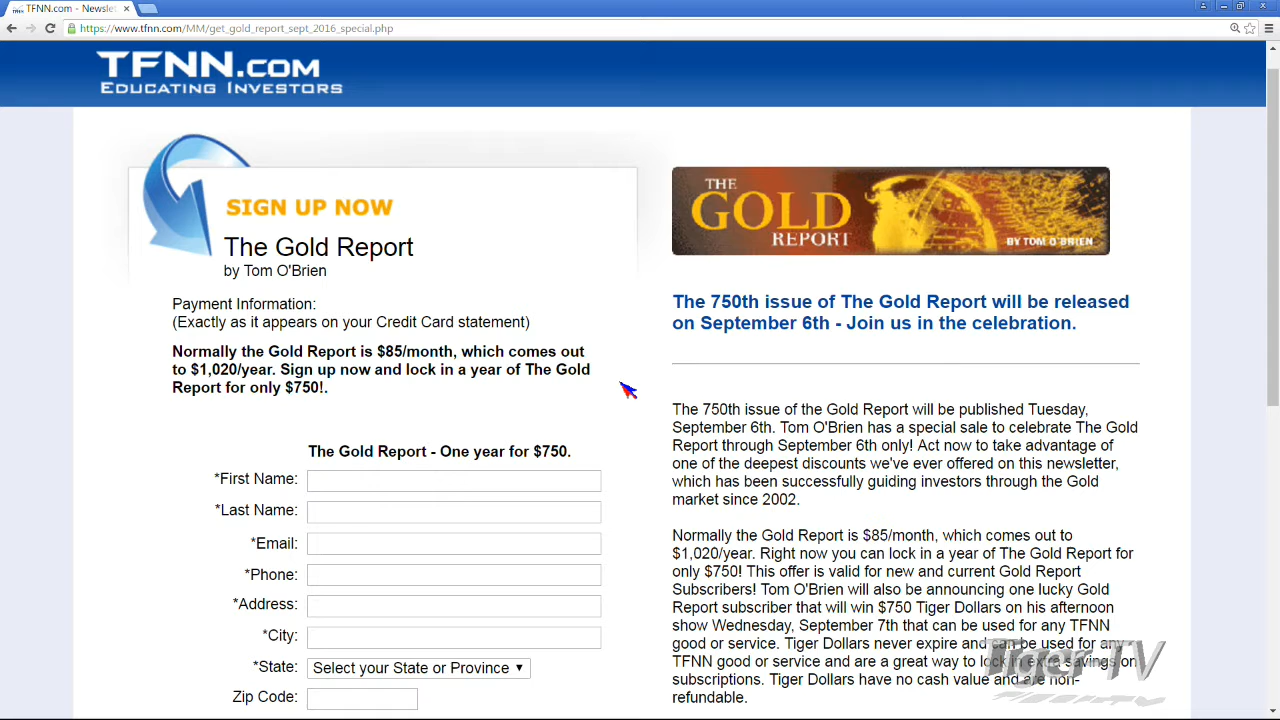 TFNN.com - Newslet
https://www.tfnn.com/MM/get_gold_report_sept_2016_special.php
TFNN.COM
EDUCATING INVESTORS
SIGN UP NOW
The Gold Report
by Tom O'Brien
Payment Information:
(Exactly as it appears on your Credit Card statement)
Normally the Gold Report is $85/month, which comes out
to $1,020/year. Sign up now and lock in a year of The Gold
Report for only $750!.
The Gold Report - One year for $750.
*First Name:
*Last Name:
*Email:
*Phone:
*Address:
*City:
*State: Select your State or Province
Zip Code:
THE
GOLD
REPORT
BY TOM O'BRIEN
The 750th issue of The Gold Report will be released
on September 6th - Join us in the celebration.
The 750th issue of the Gold Report will be published Tuesday,
September 6th. Tom O'Brien has a special sale to celebrate The Gold
Report through September 6th only! Act now to take advantage of
one of the deepest discounts we've ever offered on this newsletter,
which has been successfully guiding investors through the Gold
market since 2002.
Normally the Gold Report is $85/month, which comes out to
$1,020/year. Right now you can lock in a year of The Gold Report for
only $750! This offer is valid for new and current Gold Report
Subscribers! Tom O'Brien will also be announcing one lucky Gold
Report subscriber that will win $750 Tiger Dollars on his afternoon
show Wednesday, September 7th that can be used for any TFNN
good or service. Tiger Dollars never expire and can be used for any
TFNN good or service and are a great way to lock in extra savings on
subscriptions. Tiger Dollars have no cash value and are non-
refundable.
Tiger TV